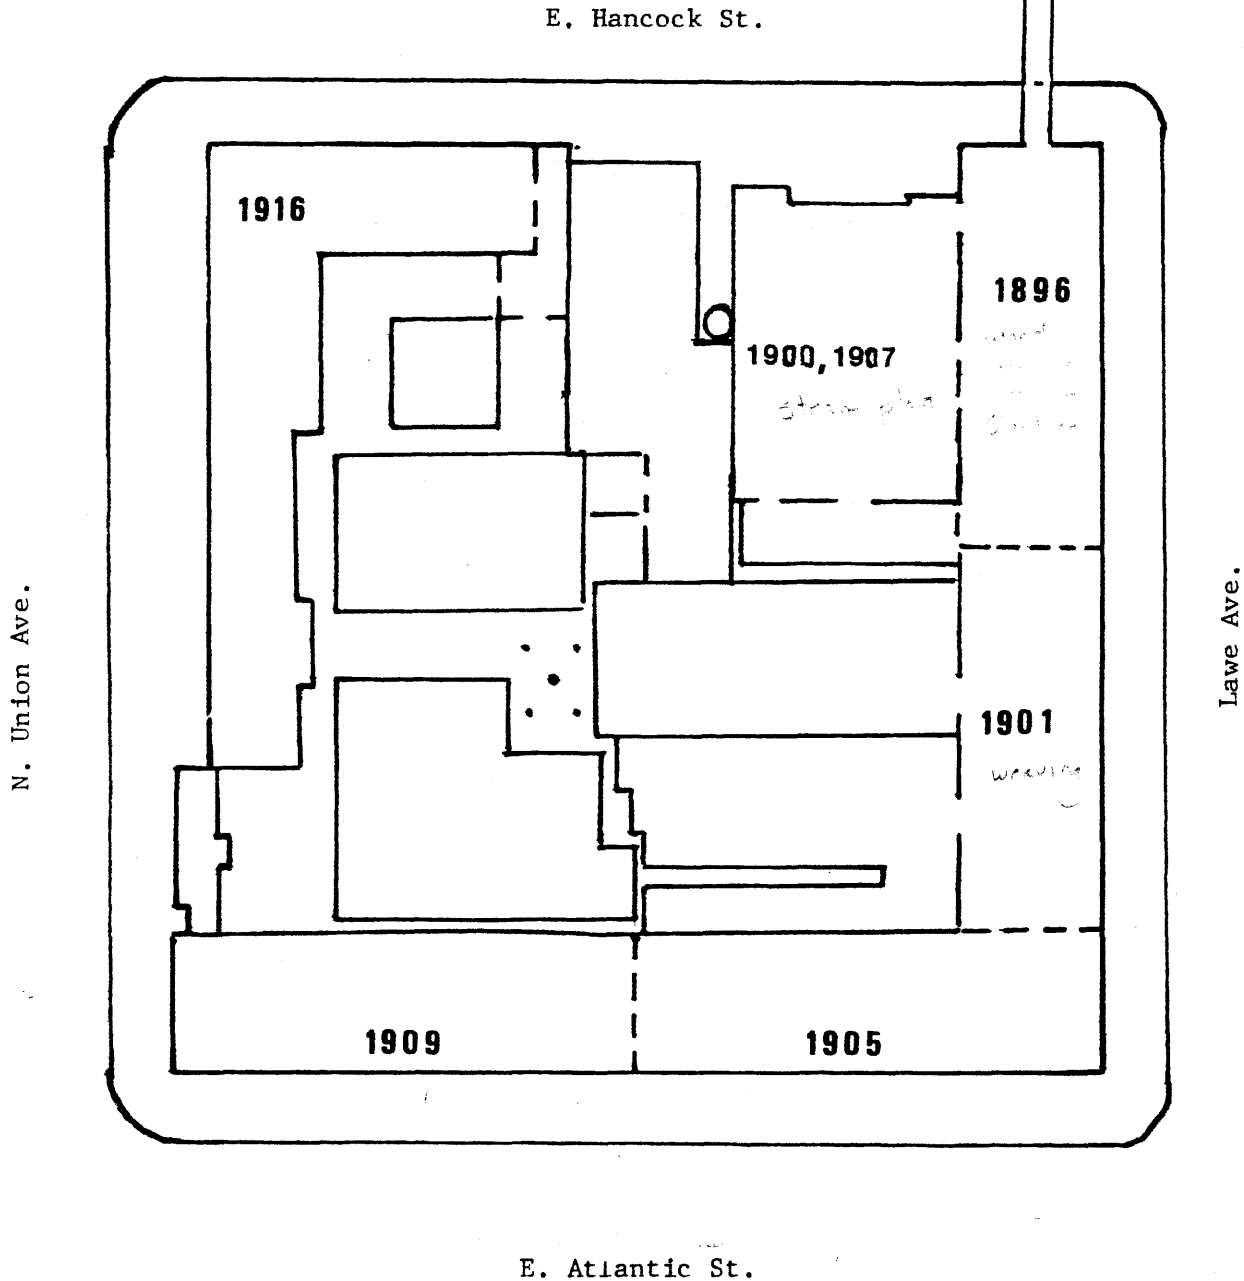 E. Hancock St.
1916
1896
1900, 1907
steam plant
N. Union Ave.
Lawe Ave.
1901
weaving
1909
1905
E. Atlantic St.